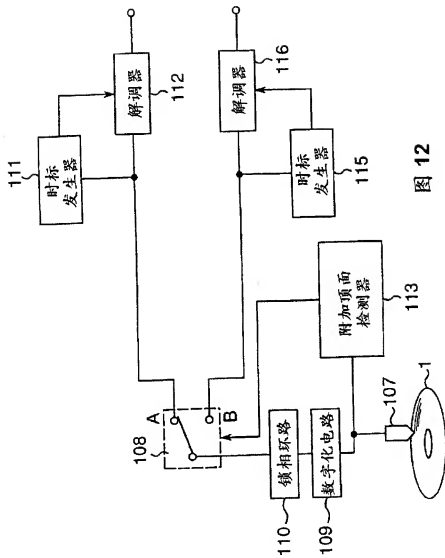 111
时标
发生器
解调器
112
解调器
116
时标
发生器
115
108
A
B
附加顶面
检测器
113
锁相环路
110
数字化电路
109
107
1
图 12